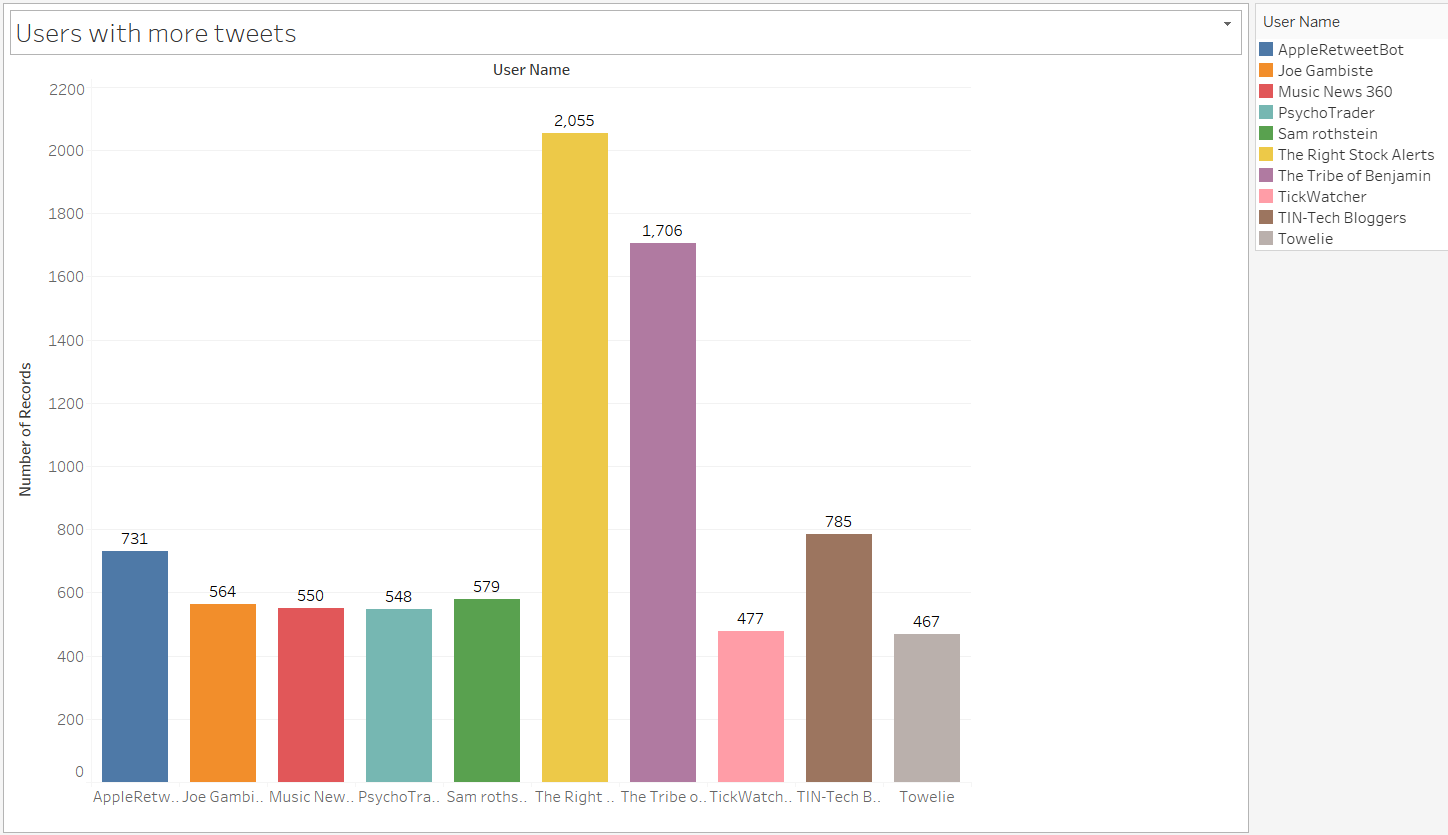 Users with more tweets
User Name
2200
2000
1800
1600
1400
1200
1000
800
600
400
200
0
Number of Records
731
564
550
548
579
2,055
1,706
477
785
467
AppleRetw.. Joe Gambi.. Music New.. PsychoTra.. Sam roths.. The Right .. The Tribe o.. TickWatch.. TIN-Tech B.. Towelie
User Name
AppleRetweetBot
Joe Gambiste
Music News 360
PsychoTrader
Sam rothstein
The Right Stock Alerts
The Tribe of Benjamin
TickWatcher
TIN-Tech Bloggers
Towelie